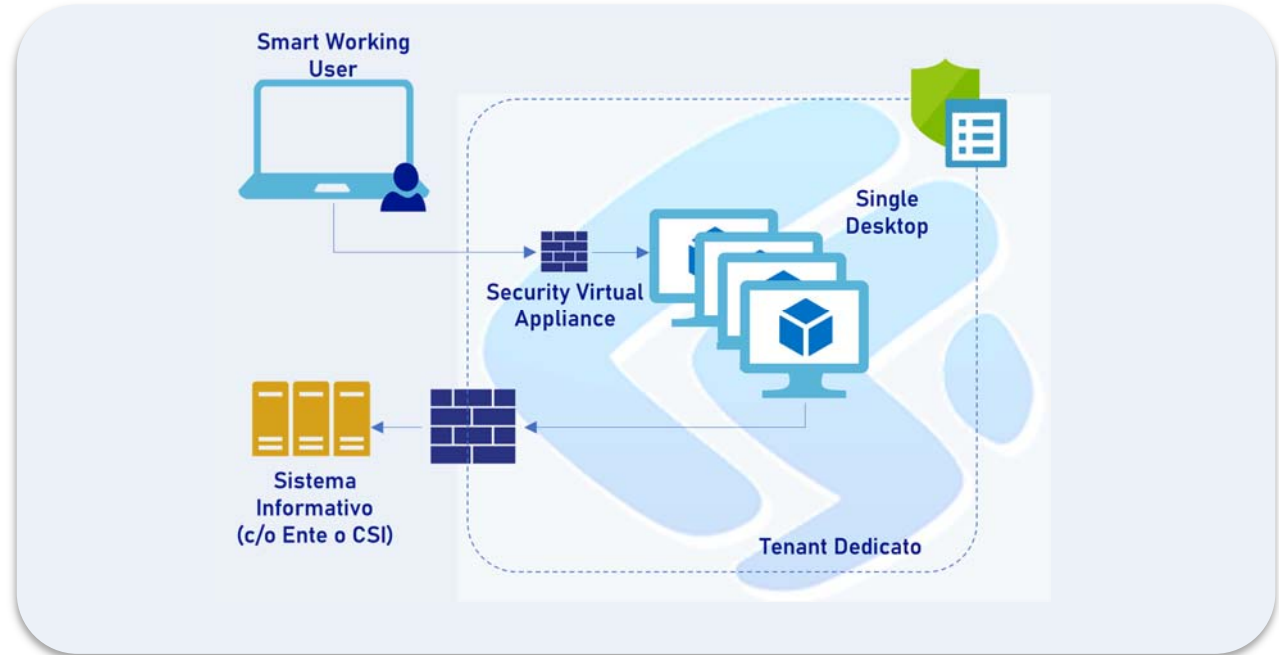 Smart Working
User
Single
Desktop
Security Virtual
Appliance
Sistema
Informativo
(c/o Ente o CSI)
Tenant Dedicato